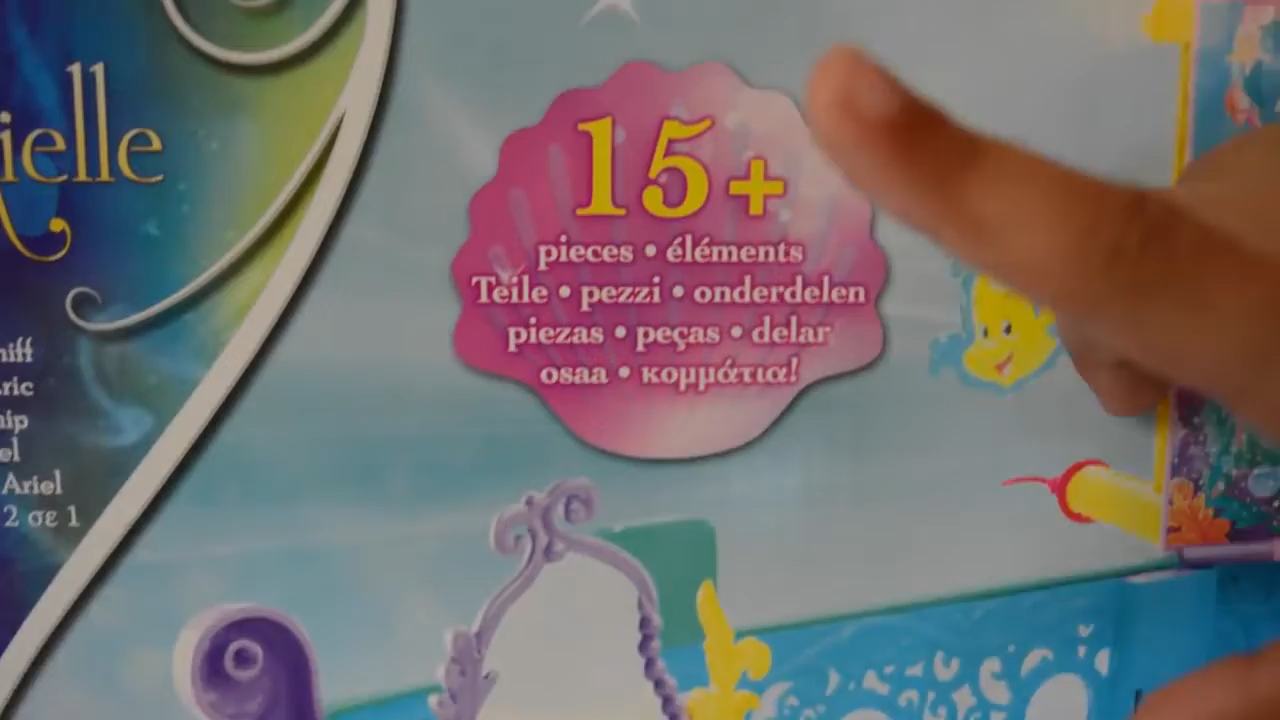 ielle
15+
pieces • éléments
Teile • pezzi • onderdelen
piezas • peças • delar
osaa • κομμάτια!
Ariel
2 σε 1